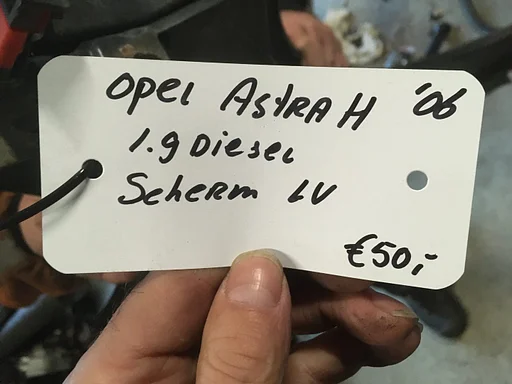 Opel Astra H '06
1.9 Diesel
Scherm LV
€50,-